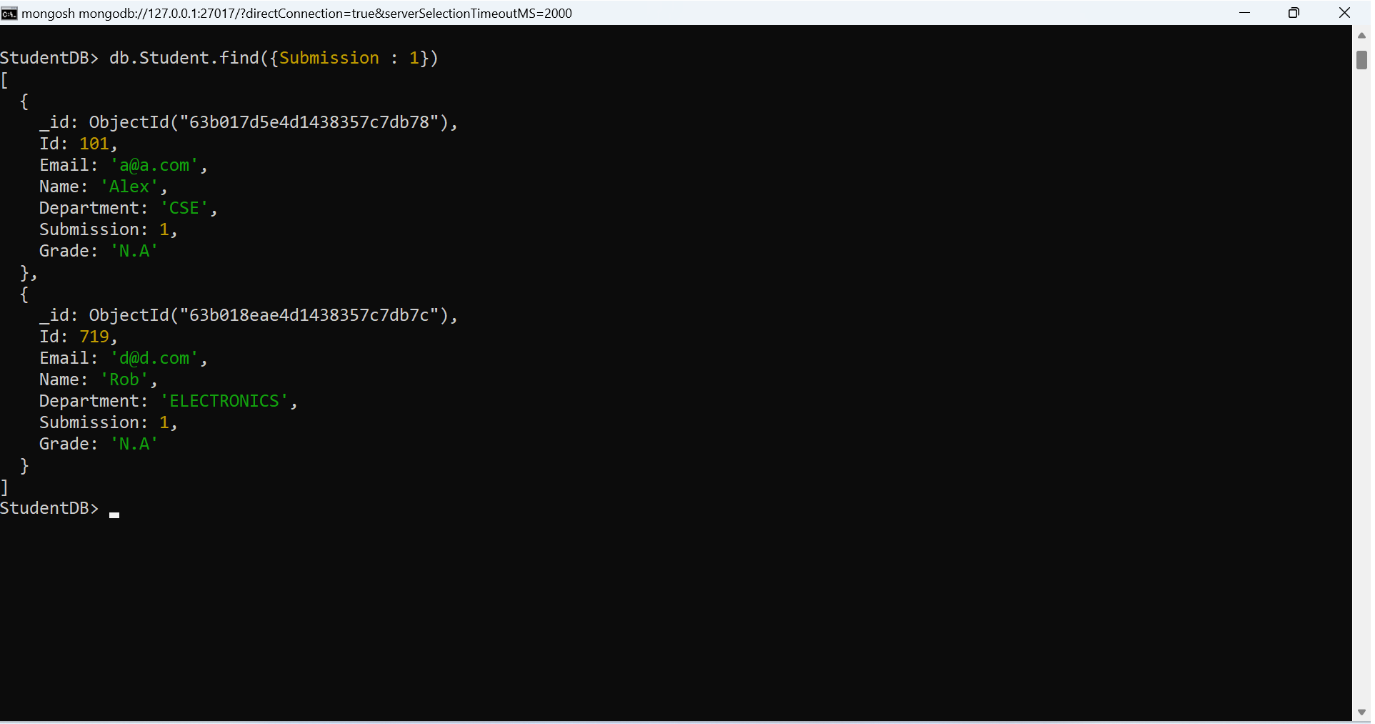 mongosh mongodb://127.0.0.1:27017/?directConnection=true&serverSelectionTimeoutMS=2000
StudentDB> db.Student.find({Submission : 1})
[
  {
    _id: ObjectId("63b017d5e4d1438357c7db78"),
    Id: 101,
    Email: 'a@a.com',
    Name: 'Alex',
    Department: 'CSE',
    Submission: 1,
    Grade: 'N.A'
  },
  {
    _id: ObjectId("63b018eae4d1438357c7db7c"),
    Id: 719,
    Email: 'd@d.com',
    Name: 'Rob',
    Department: 'ELECTRONICS',
    Submission: 1,
    Grade: 'N.A'
  }
]
StudentDB>